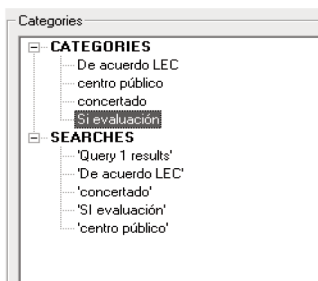 Categories
CATEGORIES
De acuerdo LEC
centro público
concertado
Si evaluación
SEARCHES
'Query 1 results'
'De acuerdo LEC'
'concertado'
'SI evaluación'
'centro público'